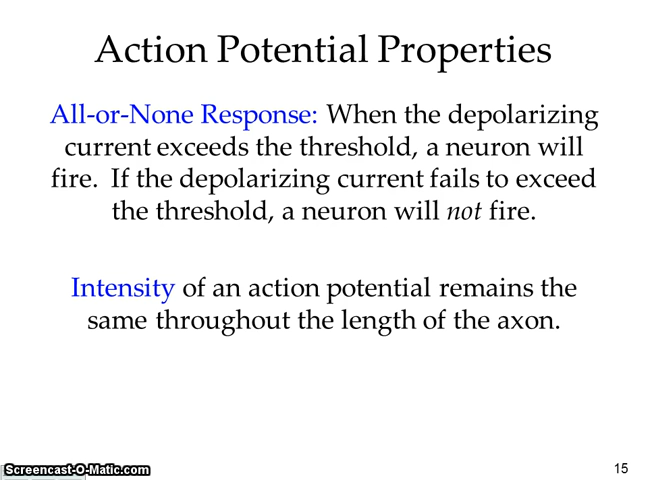 Action Potential Properties
All-or-None Response: When the depolarizing
current exceeds the threshold, a neuron will
fire. If the depolarizing current fails to exceed
the threshold, a neuron will not fire.
Intensity of an action potential remains the
same throughout the length of the axon.
Screencast-O-Matic.com
15